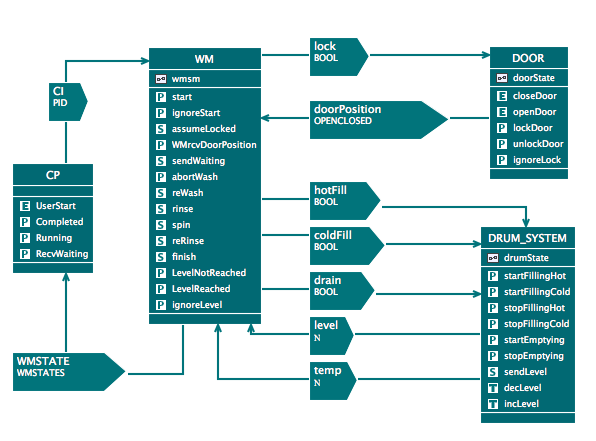 CI
PID
CP
E UserStart
P Completed
P Running
P RecvWaiting
WMSTATE
WMSTATES
WM
wmsm
P start
P ignoreStart
S assumeLocked
P WMrcvDoorPosition
S sendWaiting
P abortWash
S reWash
S rinse
S spin
S reRinse
S finish
P LevelNotReached
P LevelReached
P ignoreLevel
lock
BOOL
doorPosition
OPENCLOSED
hotFill
BOOL
coldFill
BOOL
drain
BOOL
level
N
temp
N
DOOR
doorState
E closeDoor
E openDoor
P lockDoor
P unlockDoor
P ignoreLock
DRUM_SYSTEM
drumState
P startFillingHot
P startFillingCold
P stopFillingHot
P stopFillingCold
P startEmptying
P stopEmptying
S sendLevel
T decLevel
T incLevel